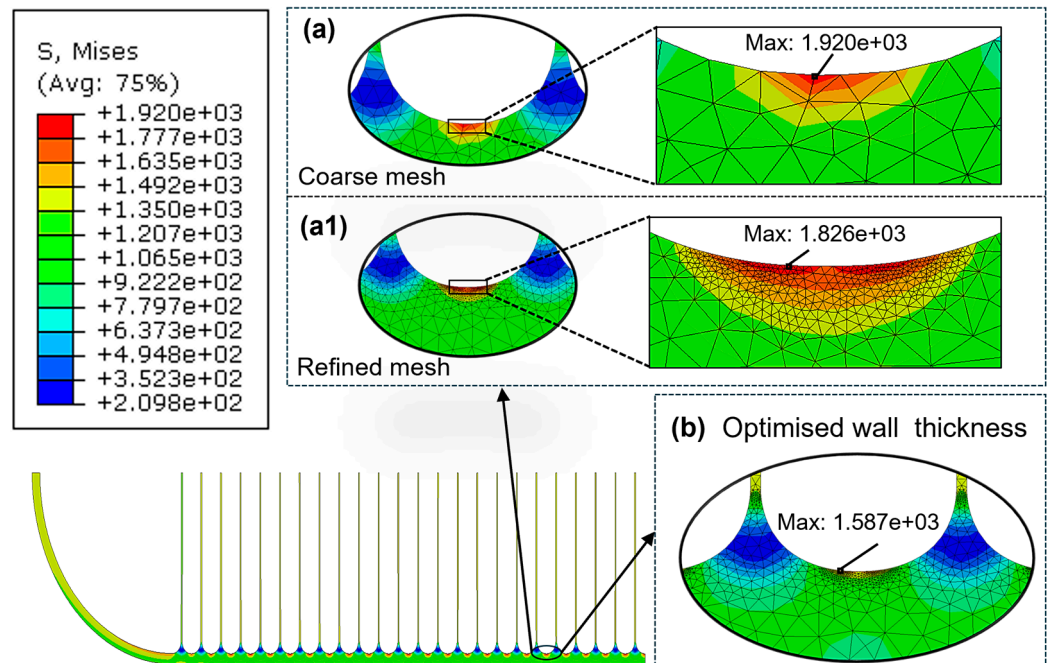 S, Mises
(Avg: 75%)
+1.920e+03
+1.777e+03
+1.635e+03
+1.492e+03
+1.350e+03
+1.207e+03
+1.065e+03
+9.222e+02
+7.797e+02
+6.373e+02
+4.948e+02
+3.523e+02
+2.098e+02
(a)
Max: 1.920e+03
Coarse mesh
(a1)
Max: 1.826e+03
Refined mesh
(b) Optimised wall thickness
Max: 1.587e+03